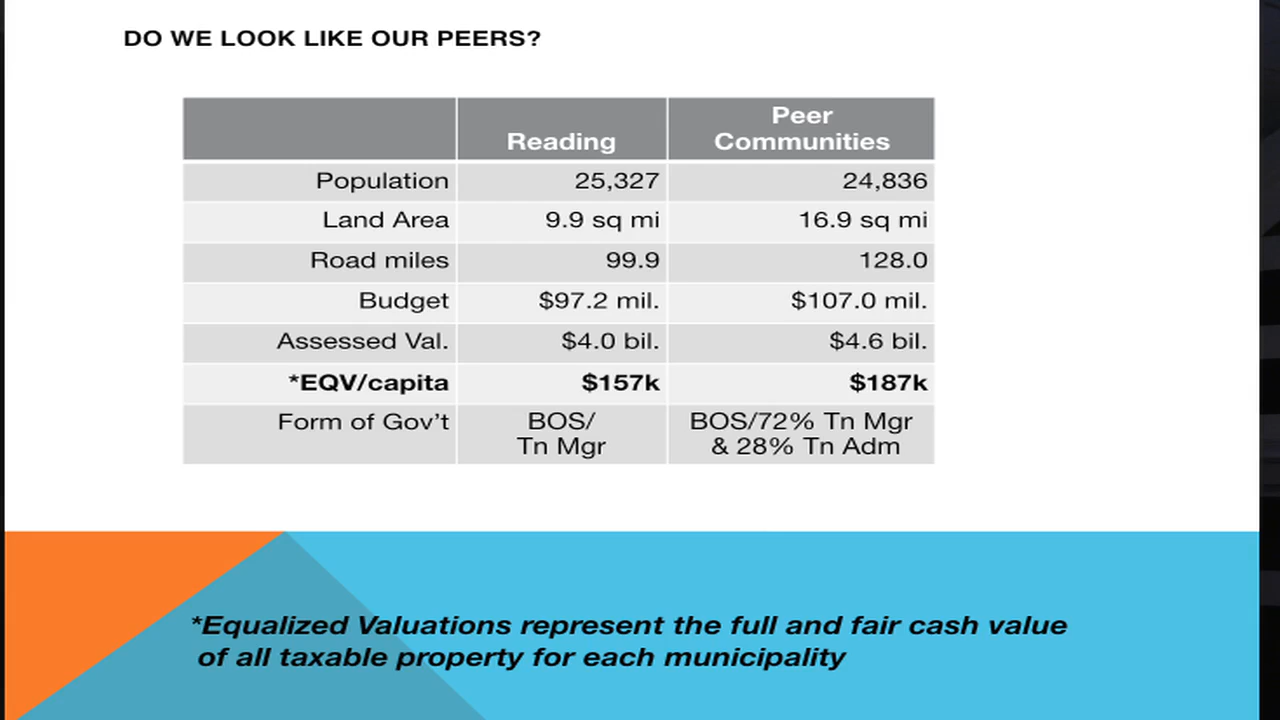 DO WE LOOK LIKE OUR PEERS?
Reading
Peer
Communities
Population 25,327 24,836
Land Area 9.9 sq mi 16.9 sq mi
Road miles 99.9 128.0
Budget $97.2 mil. $107.0 mil.
Assessed Val. $4.0 bil. $4.6 bil.
*EQV/capita $157k $187k
Form of Gov't BOS/ BOS/72% Tn Mgr
Tn Mgr & 28% Tn Adm
*Equalized Valuations represent the full and fair cash value
of all taxable property for each municipality